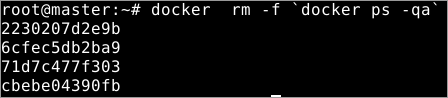 root@master:~# docker  rm -f `docker ps -qa`
2230207d2e9b
6cfec5db2ba9
71d7c477f303
cbebe04390fb